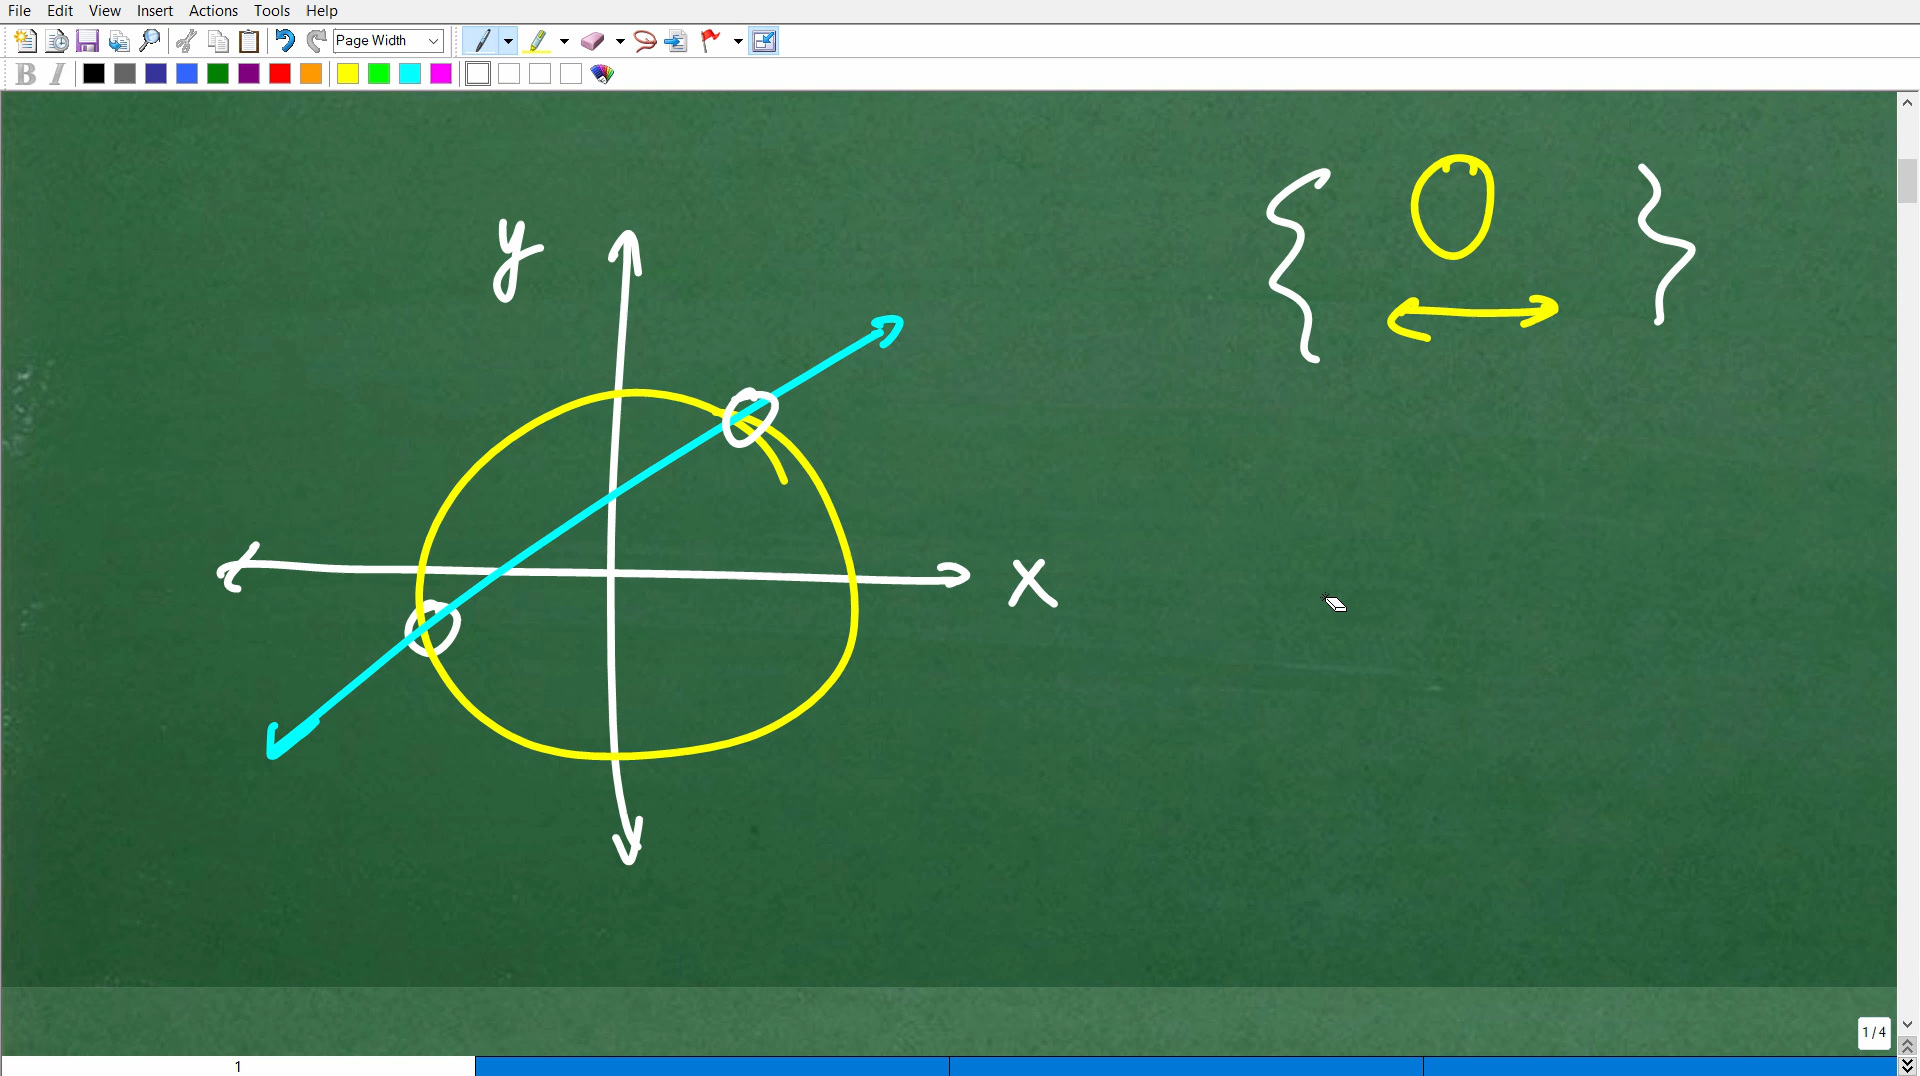 File Edit View Insert Actions Tools Help
Page Width
B I
y
x
1 / 4
1